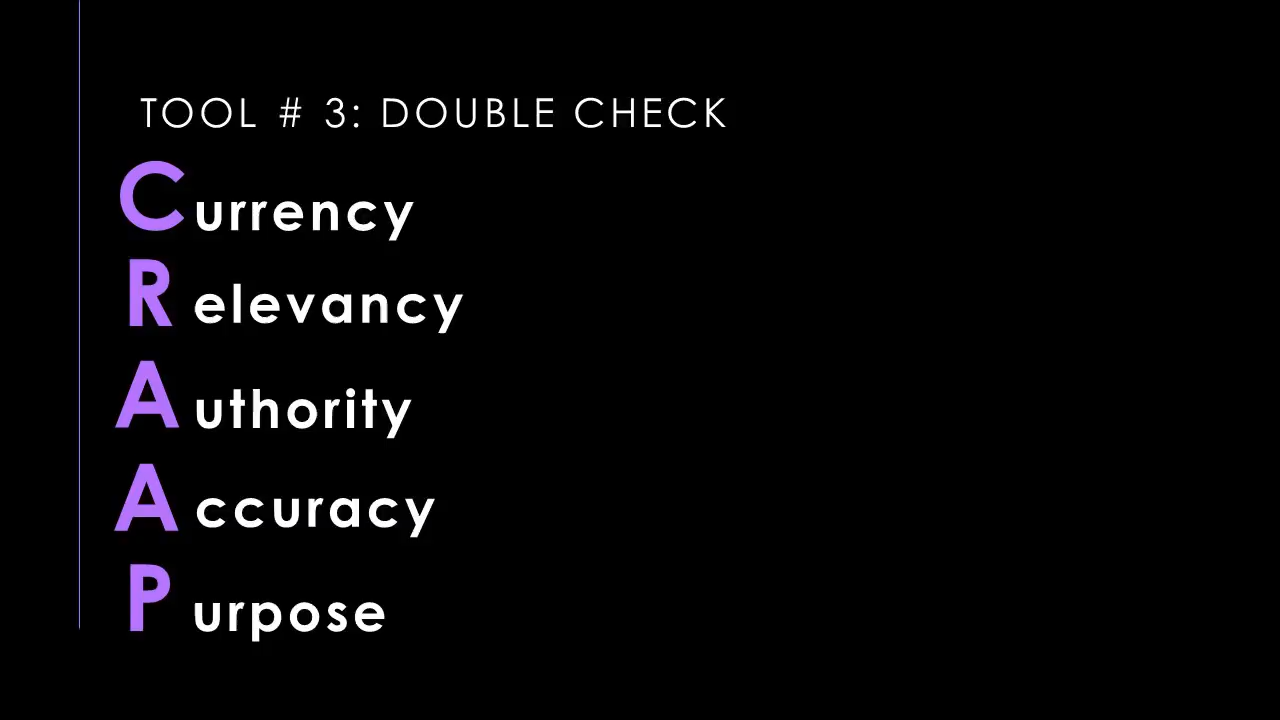 TOOL # 3: DOUBLE CHECK
Currency
Relevancy
Authority
Accuracy
Purpose